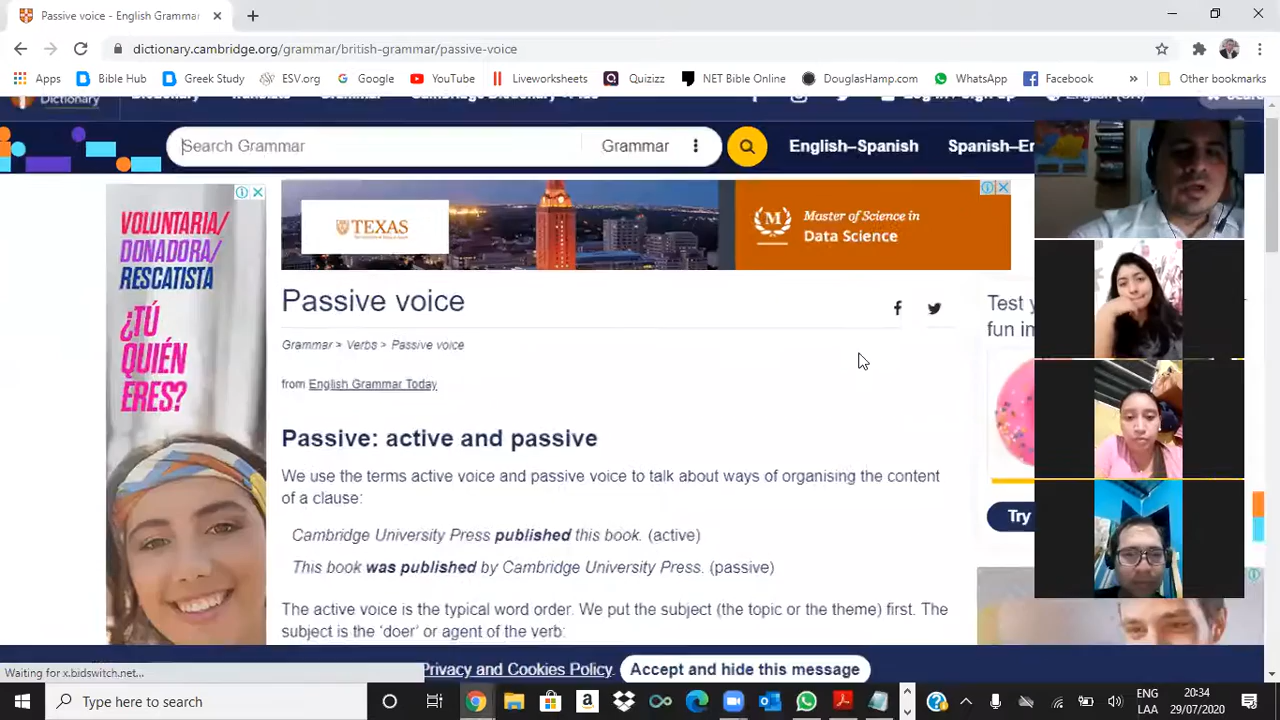 Passive voice - English Gramma
dictionary.cambridge.org/grammar/british-grammar/passive-voice
Apps Bible Hub Greek Study ESV.org Google YouTube Liveworksheets Quizizz NET Bible Online DouglasHamp.com WhatsApp Facebook » Other bookmarks
Dictionary
Search Grammar Grammar English–Spanish Spanish–En
VOLUNTARIA/
DONADORA/
RESCATISTA
¿TÚ
QUIÉN
ERES?
TEXAS
Master of Science in
Data Science
Passive voice
Grammar > Verbs > Passive voice
from English Grammar Today
Passive: active and passive
We use the terms active voice and passive voice to talk about ways of organising the content
of a clause:
Cambridge University Press published this book. (active)
This book was published by Cambridge University Press. (passive)
The active voice is the typical word order. We put the subject (the topic or the theme) first. The
subject is the 'doer' or agent of the verb:
Test y
fun im
Try
Waiting for x.bidswitch.net...
Privacy and Cookies Policy. Accept and hide this message
Type here to search
ENG
LAA
20:34
29/07/2020